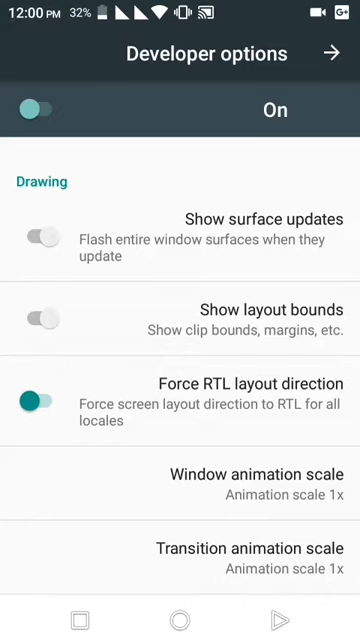 12:00 PM 32%
G+
Developer options
On
Drawing
Show surface updates
Flash entire window surfaces when they
update
Show layout bounds
Show clip bounds, margins, etc.
Force RTL layout direction
Force screen layout direction to RTL for all
locales
Window animation scale
Animation scale 1x
Transition animation scale
Animation scale 1x